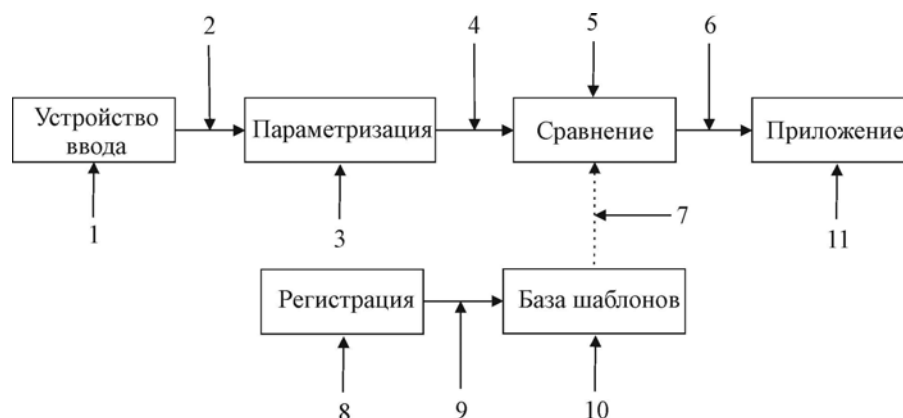 2
4
5
6
Устройство
ввода
Параметризация
Сравнение
Приложение
1
3
7
11
Регистрация
База шаблонов
8
9
10